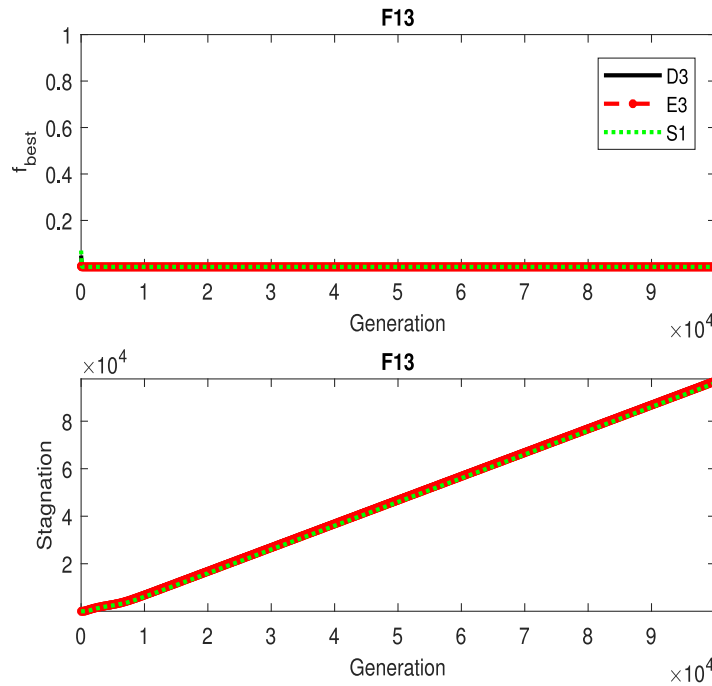 F13
1
0.8
0.6
0.4
0.2
f_best
D3
E3
S1
0 1 2 3 4 5 6 7 8 9
Generation
×10^4
F13
×10^4
8
6
4
2
Stagnation
0 1 2 3 4 5 6 7 8 9
Generation
×10^4